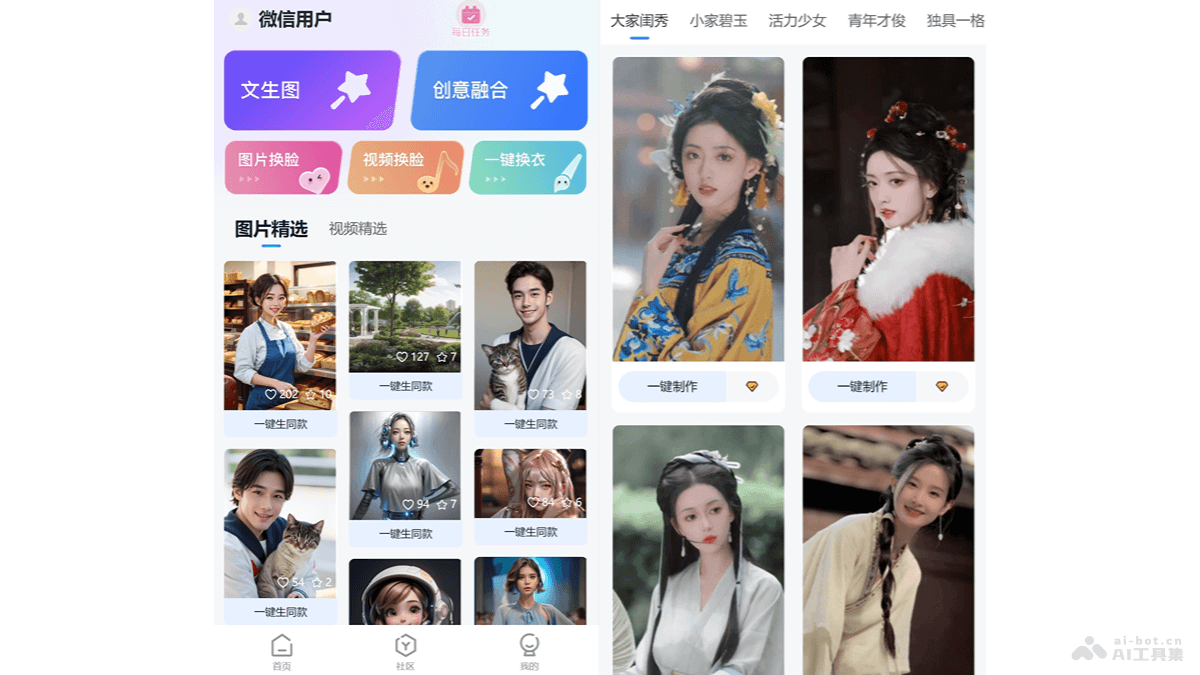 微信用户
每日任务
文生图
创意融合
图片换脸
视频换脸
一键换衣
图片精选
视频精选
202
10
一键生同款
127
7
一键生同款
73
8
一键生同款
54
2
一键生同款
94
7
一键生同款
84
6
一键生同款
首页
社区
我的
大家闺秀
小家碧玉
活力少女
青年才俊
独具一格
一键制作
一键制作
ai-bot.cn
AI工具集